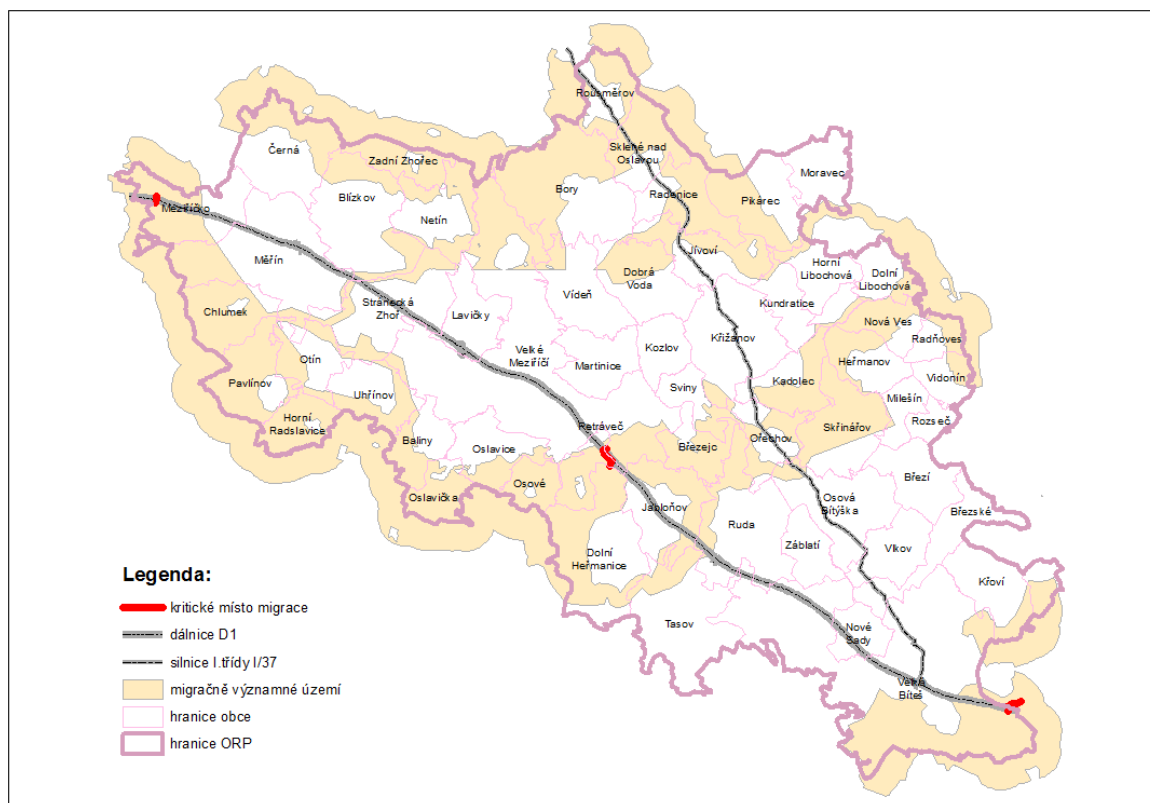 Rousměrov
Sklené nad
Oslavou
Černá
Zadní Zhořec
Moravec
Bory
Radenice
Pikárec
Blízkov
Netín
Meziříčko
Měřín
Jívoví
Horní
Libochová
Dolní
Libochová
Dobrá
Voda
Vídeň
Kundratice
Stránecká
Zhoř
Lavičky
Chlumek
Nová Ves
Radňoves
Křižanov
Kozlov
Velké
Meziříčí
Martinice
Otín
Heřmanov
Vidonín
Pavlínov
Uhřínov
Sviny
Kadolec
Milešín
Rozseč
Horní
Radslavice
Petráveč
Skřinářov
Baliny
Oslavice
Březejc
Ořechov
Oslavička
Osové
Březí
Jabloňov
Osová
Bítýška
Březské
Ruda
Záblatí
Vlkov
Dolní
Heřmanice
Křoví
Tasov
Nové
Sady
Velká
Bíteš
Legenda:
kritické místo migrace
dálnice D1
silnice I.třídy I/37
migračně významné území
hranice obce
hranice ORP